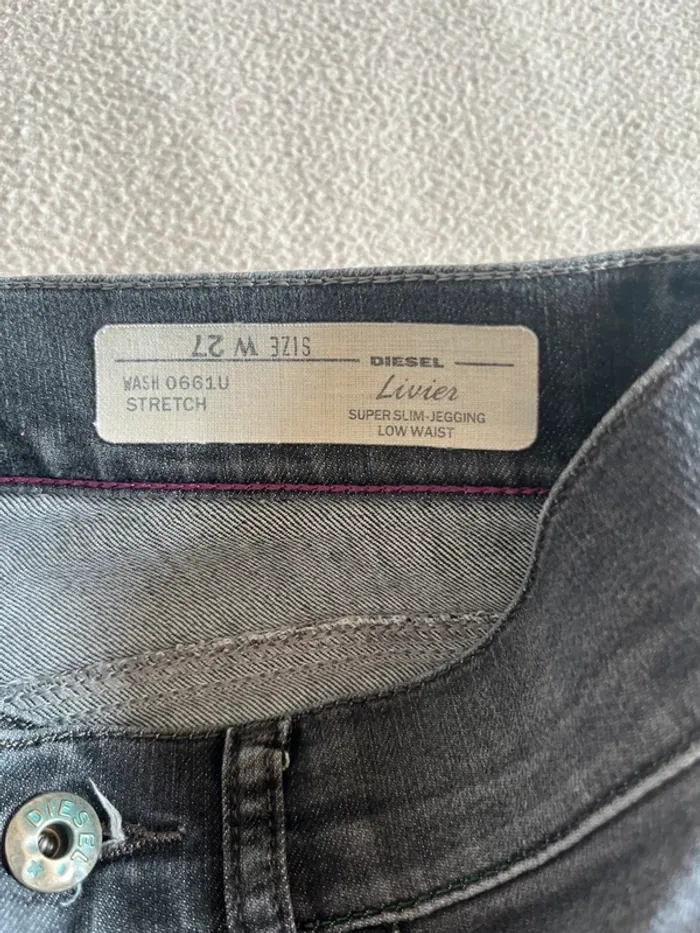 SIZE W 27
DIESEL
WASH 0661U
STRETCH
Livier
SUPER SLIM-JEGGING
LOW WAIST
DIESEL